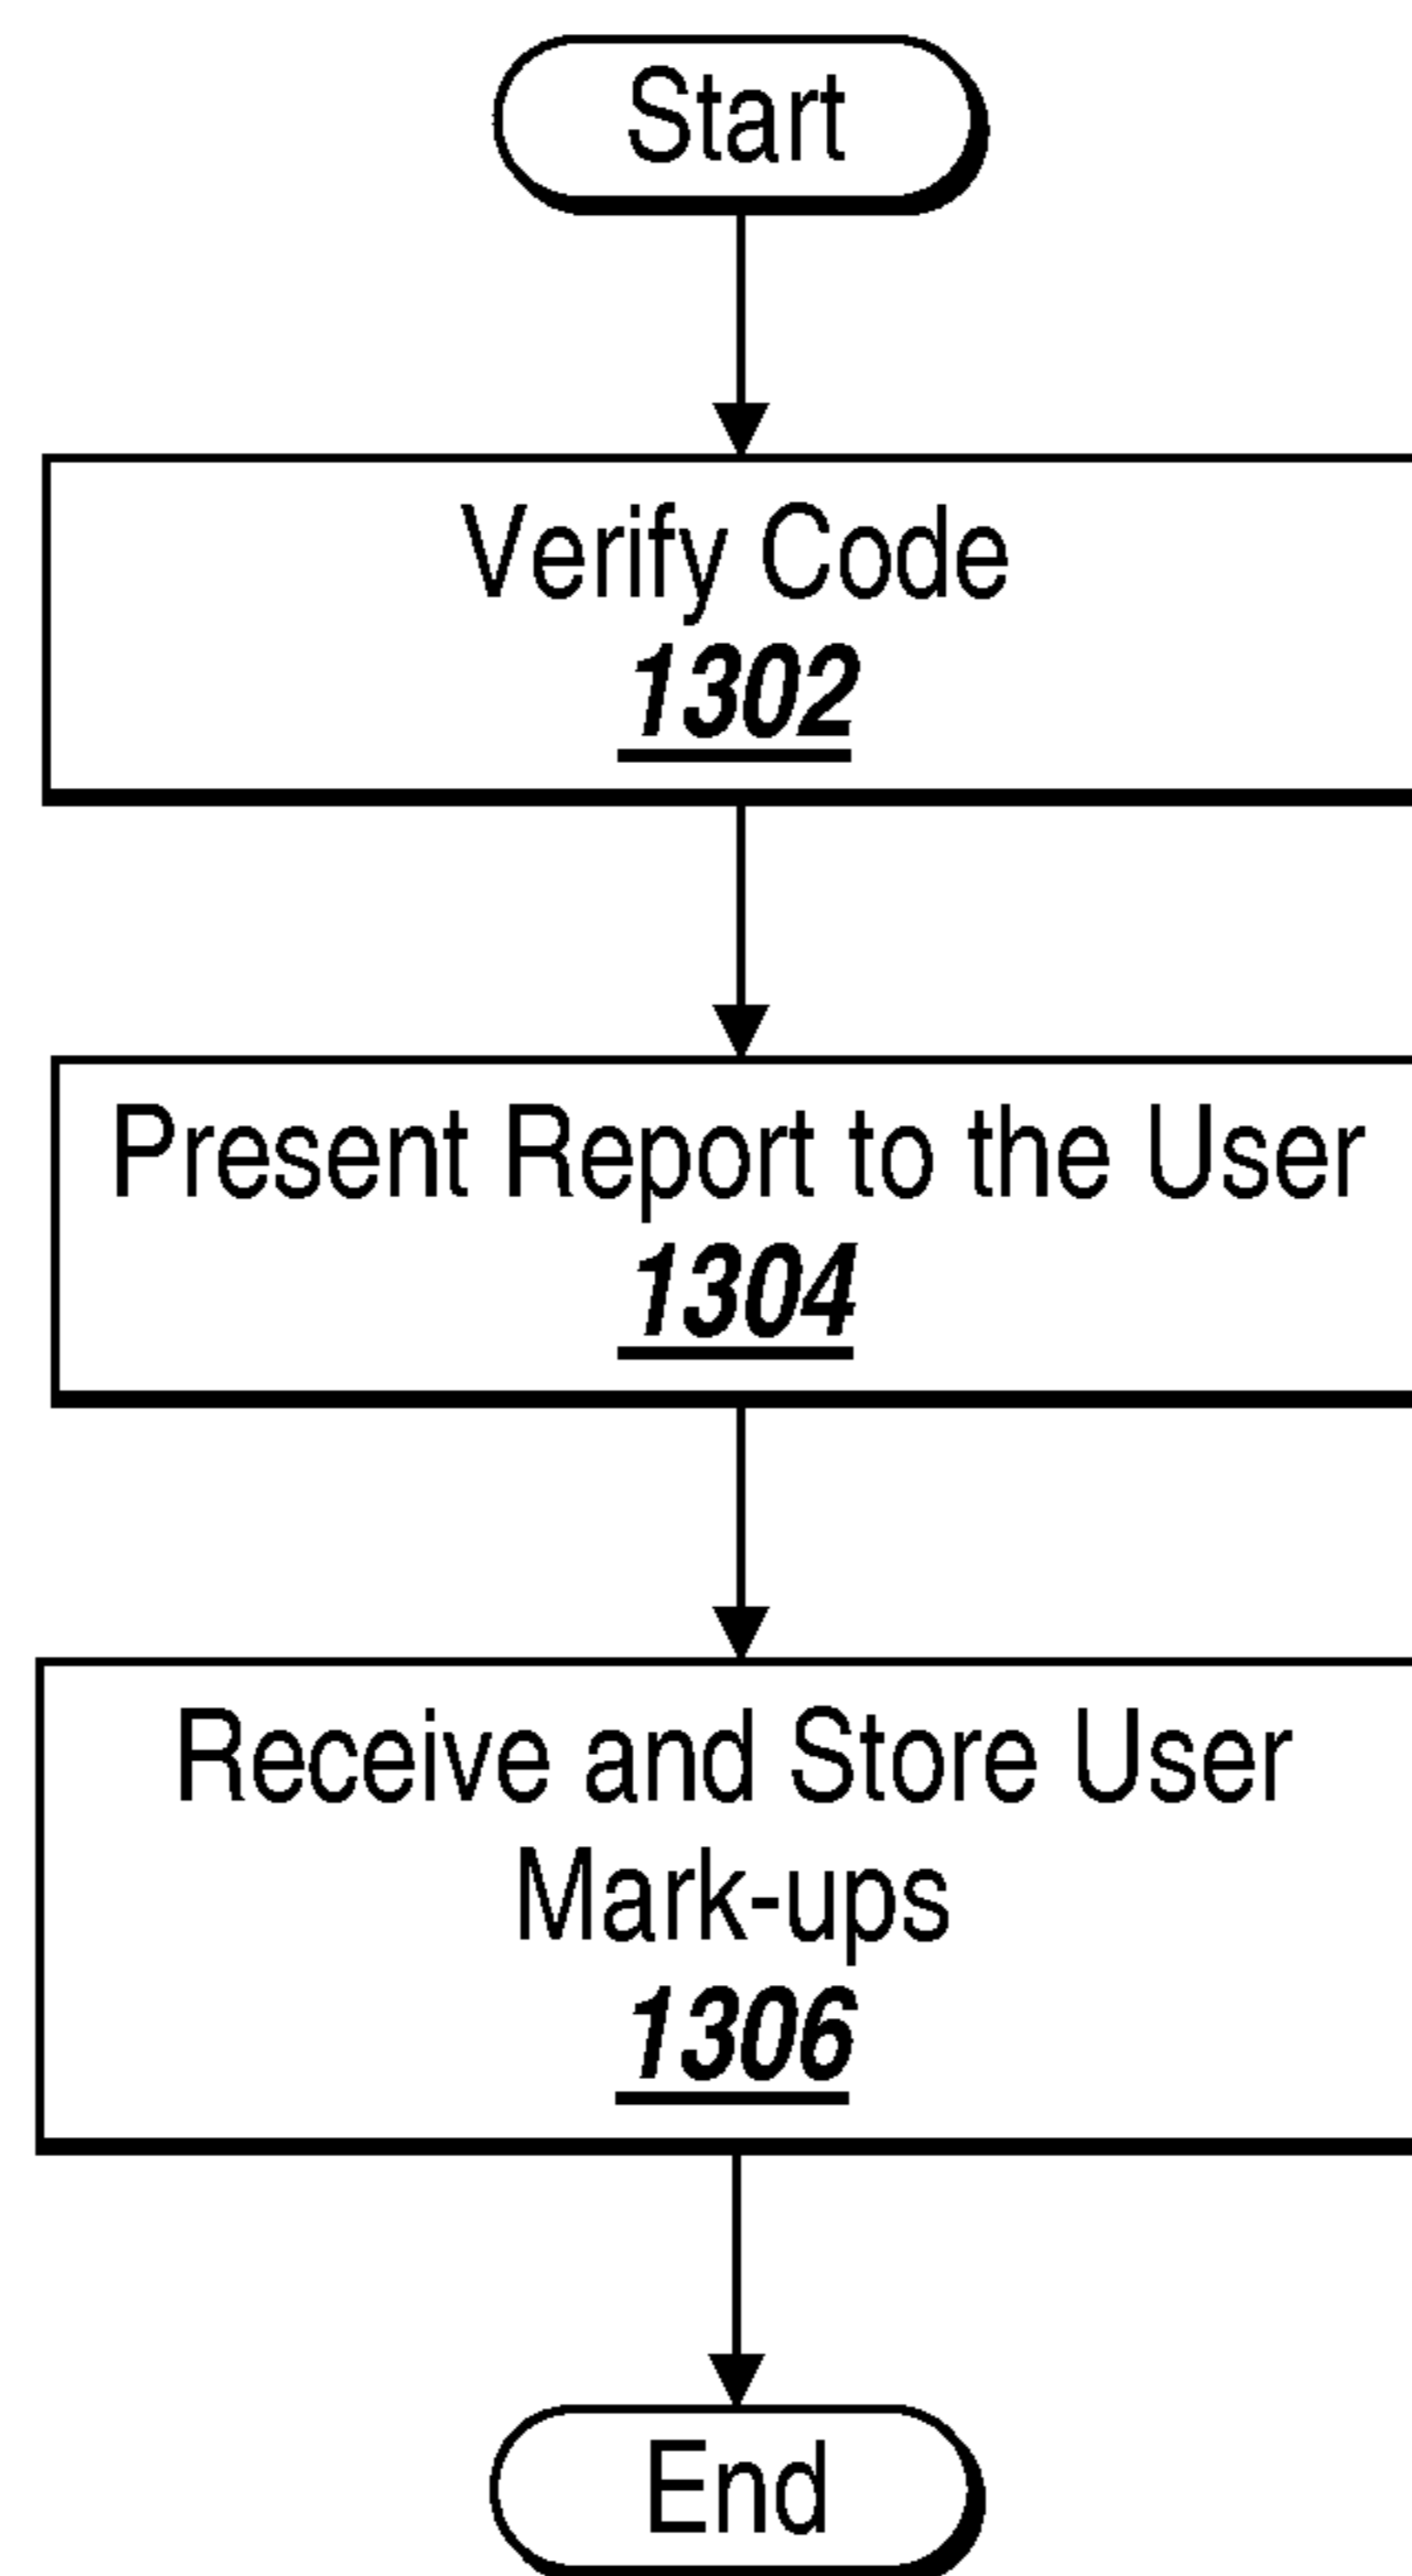 Start
Verify Code
1302
Present Report to the User
1304
Receive and Store User
Mark-ups
1306
End